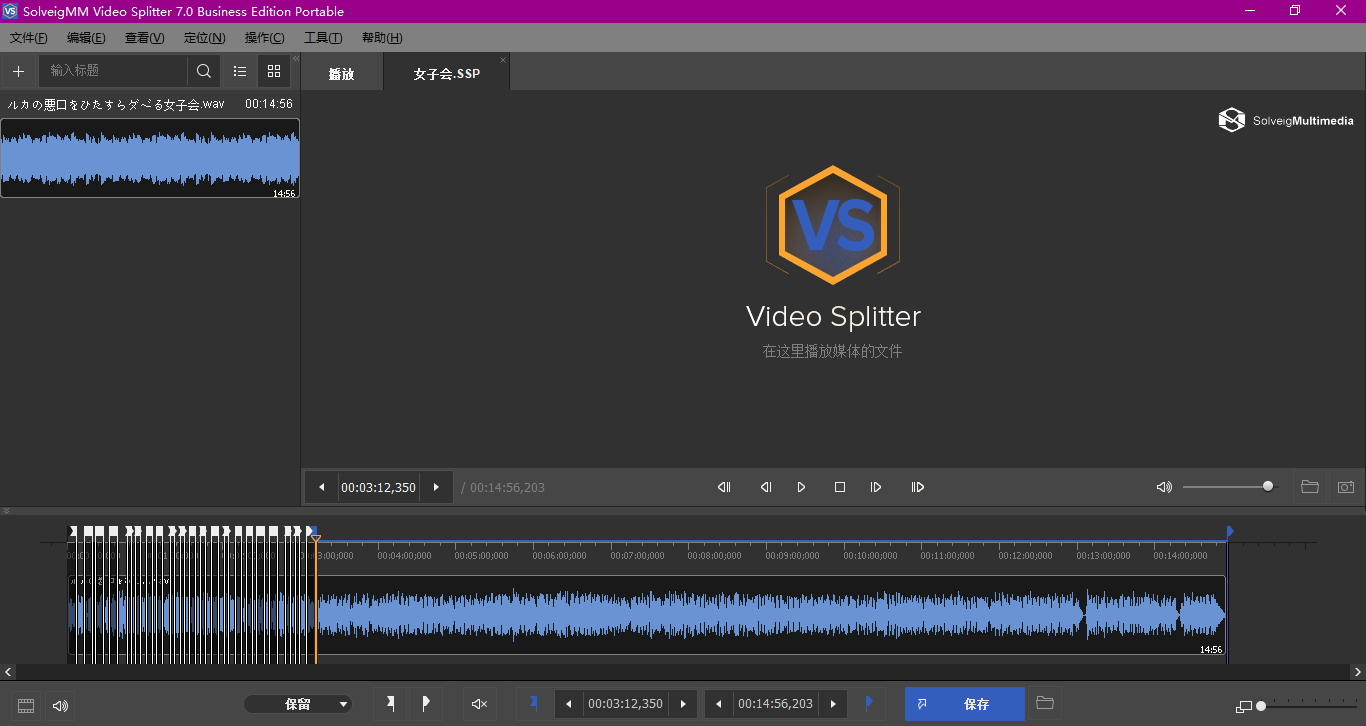 SolveigMM Video Splitter 7.0 Business Edition Portable
文件(F) 编辑(E) 查看(V) 定位(N) 操作(C) 工具(T) 帮助(H)
输入标题
播放 女子会.SSP
ルカの悪口をひたすらダべる女子会.wav 00:14:56
14:56
SolveigMultimedia
VS
Video Splitter
在这里播放媒体的文件
00:03:12,350 / 00:14:56,203
00:04:00;000 00:05:00;000 00:06:00;000 00:07:00;000 00:08:00;000 00:09:00;000 00:10:00;000 00:11:00;000 00:12:00;000 00:13:00;000 00:14:00;000
14:56
保留 00:03:12,350 00:14:56,203 保存